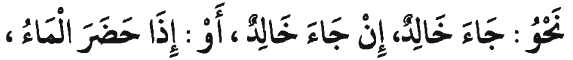 نَحْوُ : جَاءَ خَالِدٌ، إِنْ جَاءَ خَالِدٌ ، أَوْ : إِذَا حَضَرَ الْمَاءُ ،